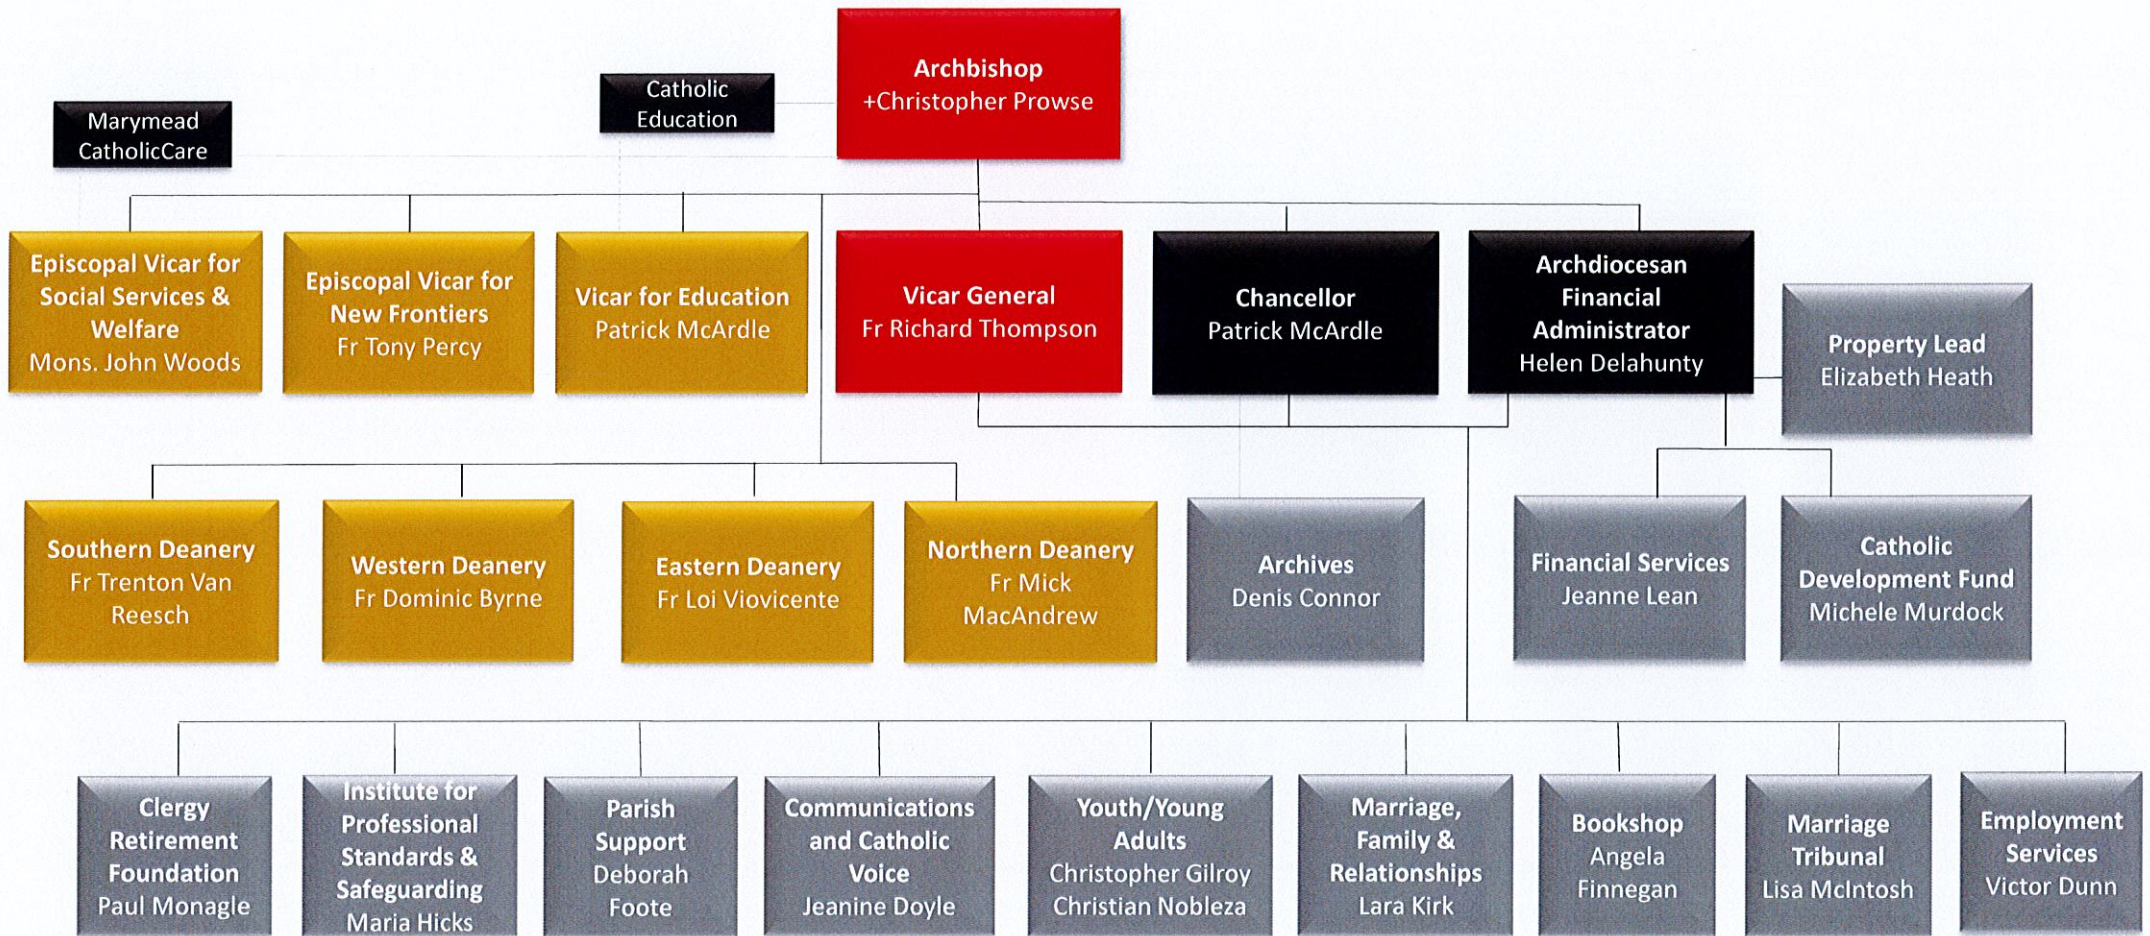 Archbishop
+Christopher Prowse
Catholic
Education
Marymead
CatholicCare
Episcopal Vicar for
Social Services &
Welfare
Mons. John Woods
Episcopal Vicar for
New Frontiers
Fr Tony Percy
Vicar for Education
Patrick McArdle
Vicar General
Fr Richard Thompson
Chancellor
Patrick McArdle
Archdiocesan
Financial
Administrator
Helen Delahunty
Property Lead
Elizabeth Heath
Southern Deanery
Fr Trenton Van
Reesch
Western Deanery
Fr Dominic Byrne
Eastern Deanery
Fr Loi Viovicente
Northern Deanery
Fr Mick
MacAndrew
Archives
Denis Connor
Financial Services
Jeanne Lean
Catholic
Development Fund
Michele Murdock
Clergy
Retirement
Foundation
Paul Monagle
Institute for
Professional
Standards &
Safeguarding
Maria Hicks
Parish
Support
Deborah
Foote
Communications
and Catholic
Voice
Jeanine Doyle
Youth/Young
Adults
Christopher Gilroy
Christian Nobleza
Marriage,
Family &
Relationships
Lara Kirk
Bookshop
Angela
Finnegan
Marriage
Tribunal
Lisa McIntosh
Employment
Services
Victor Dunn